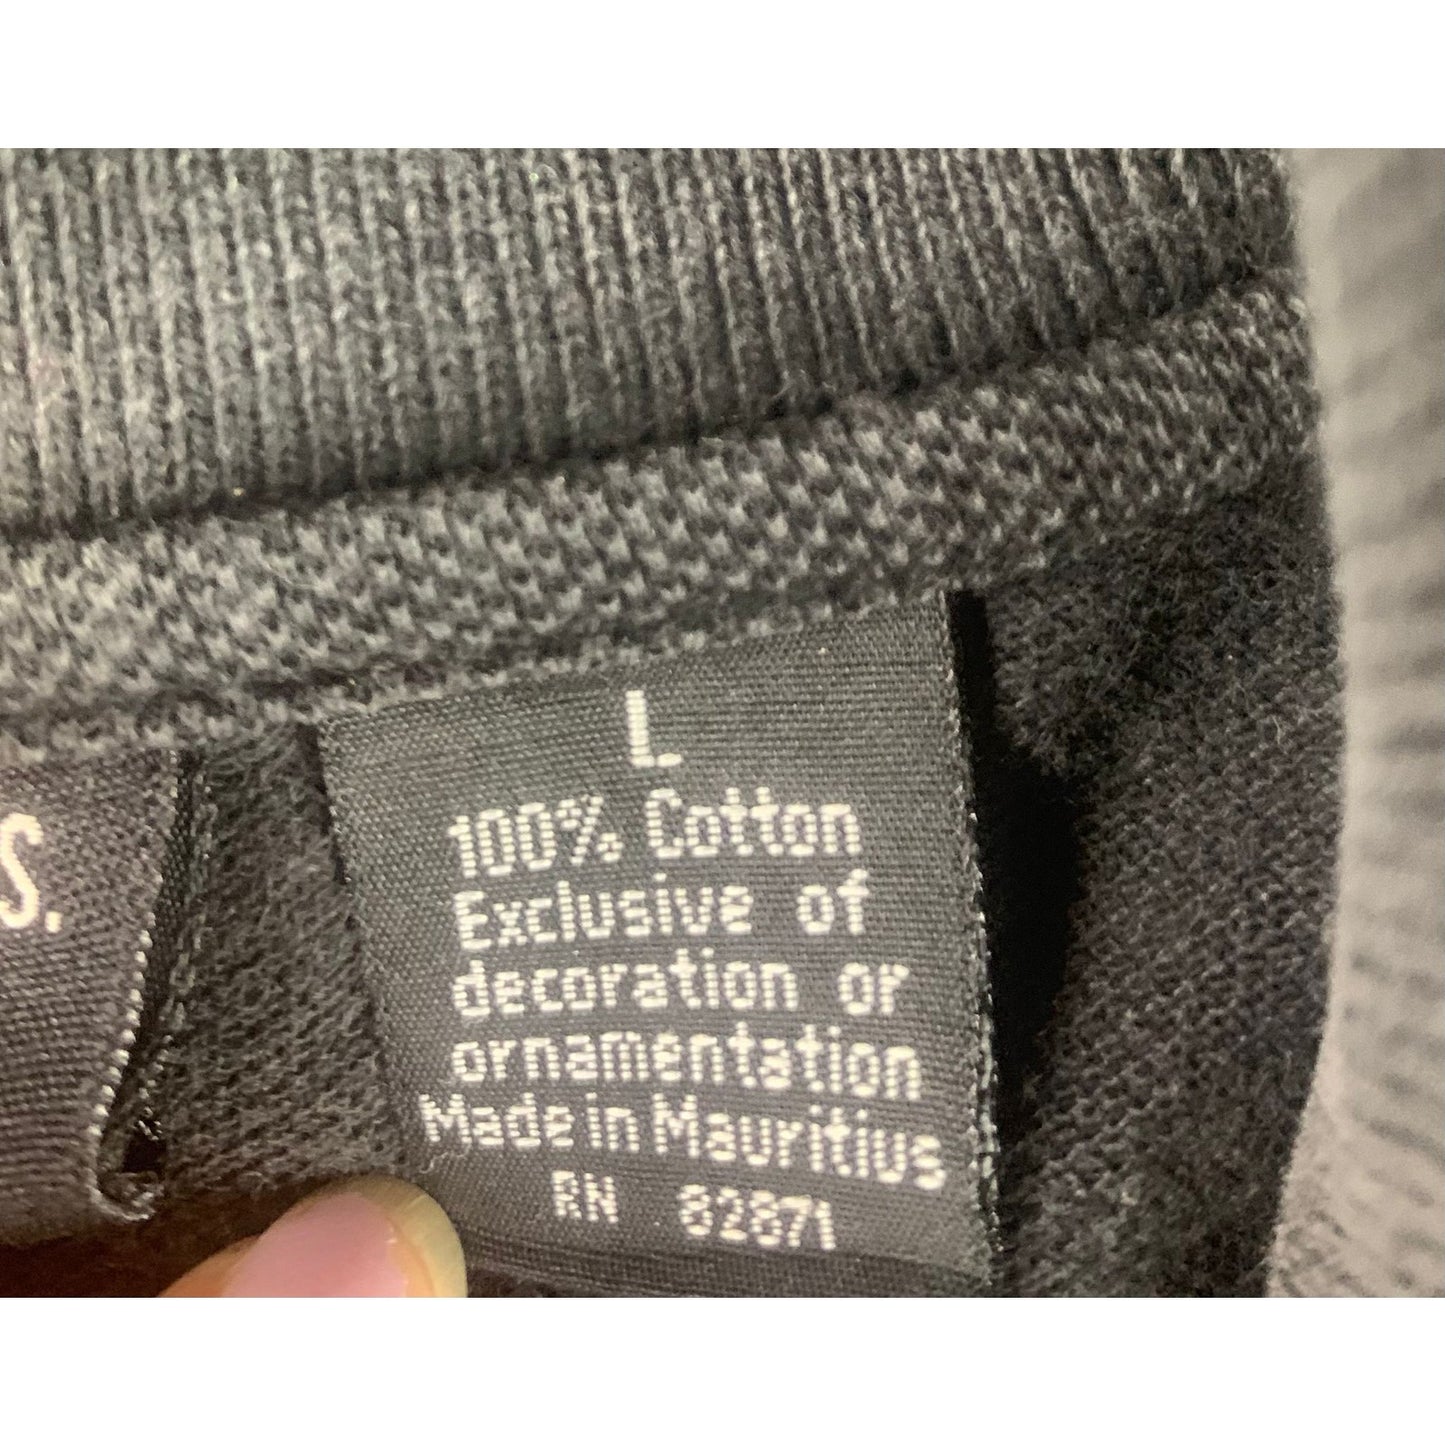 L
100% Cotton
Exclusive of
decoration or
ornamentation
Made in Mauritius
RN 82871
S.